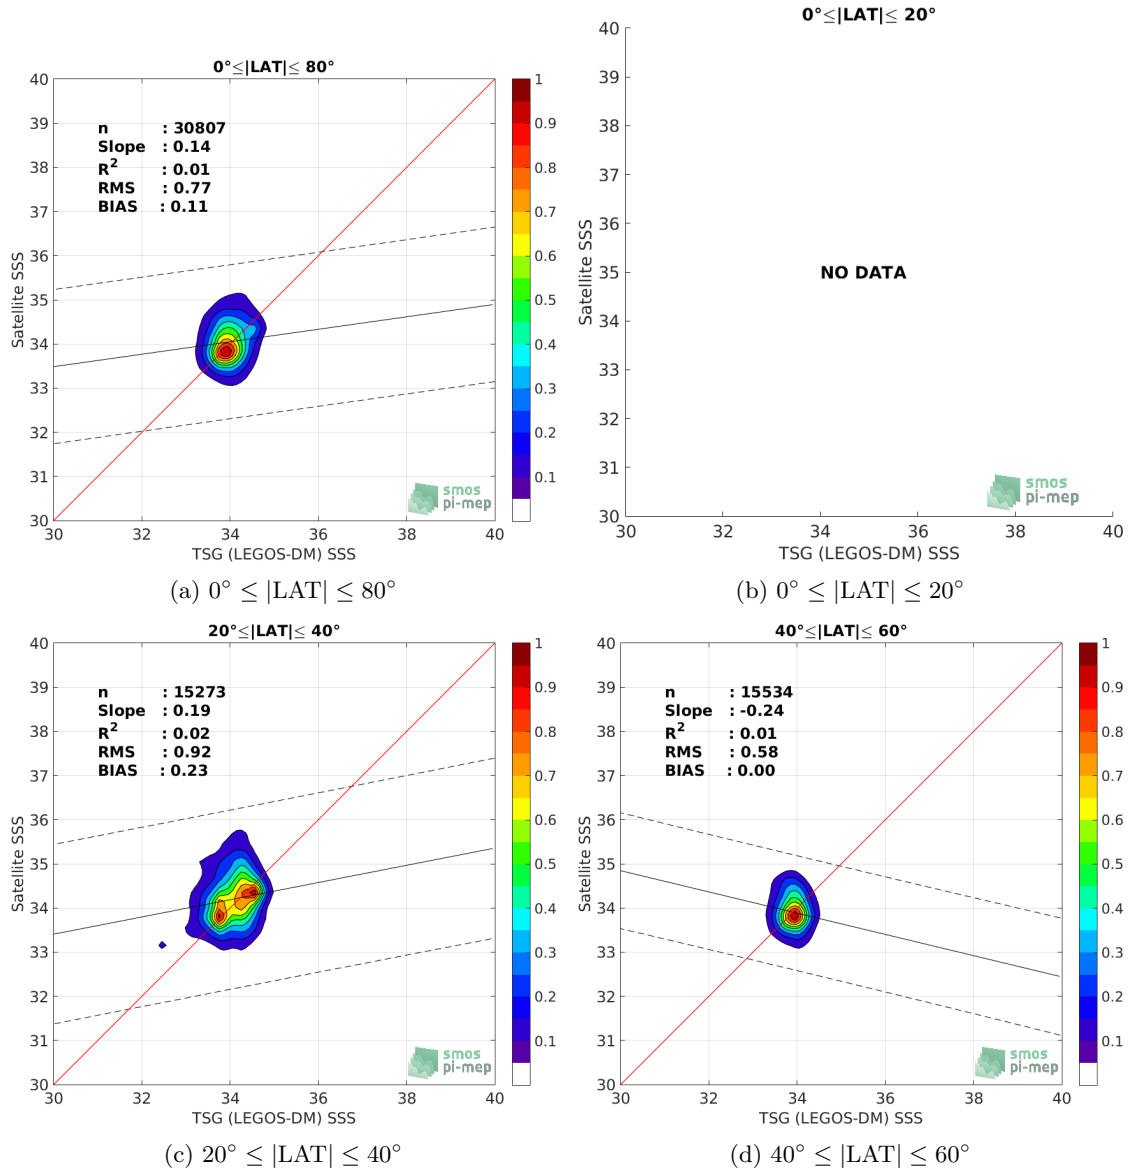 0°≤|LAT|≤ 80°
40
39
38
37
36
35
34
33
32
31
30
30
32
34
36
38
40
Satellite SSS
TSG (LEGOS-DM) SSS
n : 30807
Slope : 0.14
R² : 0.01
RMS : 0.77
BIAS : 0.11
1
0.9
0.8
0.7
0.6
0.5
0.4
0.3
0.2
0.1
smos
pi-mep
(a) 0° ≤ |LAT| ≤ 80°
0°≤|LAT|≤ 20°
40
39
38
37
36
35
34
33
32
31
30
30
32
34
36
38
40
Satellite SSS
TSG (LEGOS-DM) SSS
NO DATA
smos
pi-mep
(b) 0° ≤ |LAT| ≤ 20°
20°≤|LAT|≤ 40°
40
39
38
37
36
35
34
33
32
31
30
30
32
34
36
38
40
Satellite SSS
TSG (LEGOS-DM) SSS
n : 15273
Slope : 0.19
R² : 0.02
RMS : 0.92
BIAS : 0.23
1
0.9
0.8
0.7
0.6
0.5
0.4
0.3
0.2
0.1
smos
pi-mep
(c) 20° ≤ |LAT| ≤ 40°
40°≤|LAT|≤ 60°
40
39
38
37
36
35
34
33
32
31
30
30
32
34
36
38
40
Satellite SSS
TSG (LEGOS-DM) SSS
n : 15534
Slope : -0.24
R² : 0.01
RMS : 0.58
BIAS : 0.00
1
0.9
0.8
0.7
0.6
0.5
0.4
0.3
0.2
0.1
smos
pi-mep
(d) 40° ≤ |LAT| ≤ 60°